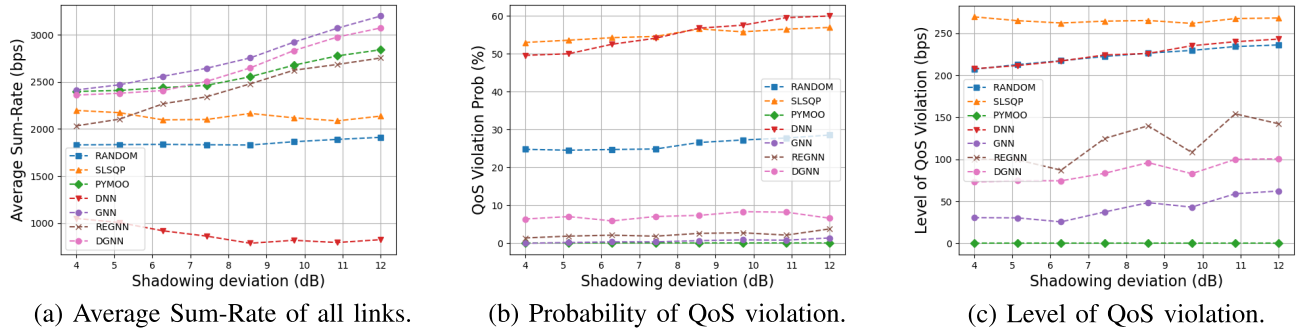 Average Sum-Rate (bps)
3000
2500
2000
1500
1000
RANDOM
SLSQP
PYMOO
DNN
GNN
REGNN
DGNN
4 5 6 7 8 9 10 11 12
Shadowing deviation (dB)
(a) Average Sum-Rate of all links.
QoS Violation Prob (%)
60
50
40
30
20
10
0
RANDOM
SLSQP
PYMOO
DNN
GNN
REGNN
DGNN
4 5 6 7 8 9 10 11 12
Shadowing deviation (dB)
(b) Probability of QoS violation.
Level of QoS Violation (bps)
250
200
150
100
50
0
RANDOM
SLSQP
PYMOO
DNN
GNN
REGNN
DGNN
4 5 6 7 8 9 10 11 12
Shadowing deviation (dB)
(c) Level of QoS violation.